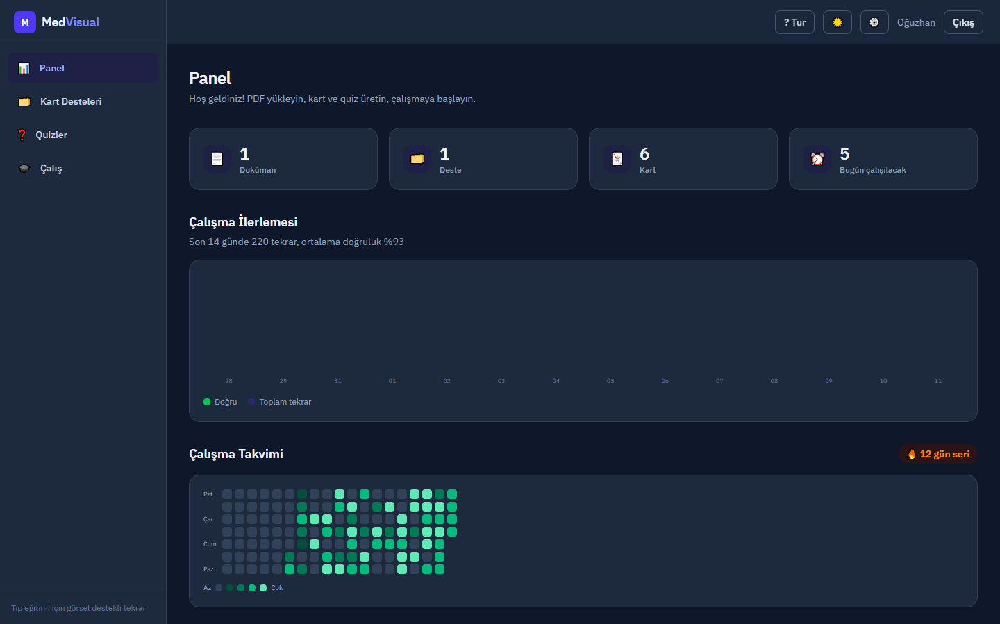 M MedVisual
? Tur
Oğuzhan
Çıkış
Panel
Kart Desteleri
Quizler
Çalış
Tıp eğitimi için görsel destekli tekrar
Panel
Hoş geldiniz! PDF yükleyin, kart ve quiz üretin, çalışmaya başlayın.
1
Doküman
1
Deste
6
Kart
5
Bugün çalışılacak
Çalışma İlerlemesi
Son 14 günde 220 tekrar, ortalama doğruluk %93
28 29 31 01 02 03 04 05 06 07 08 09 10 11
Doğru Toplam tekrar
Çalışma Takvimi
12 gün seri
Pzt
Çar
Cum
Paz
Az Çok